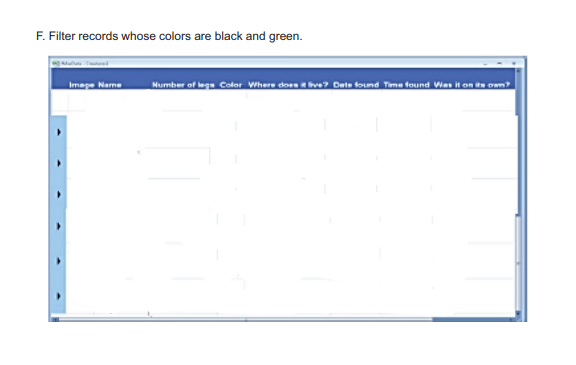 F. Filter records whose colors are black and green.
Image Name Number of legs Color Where does it live? Date found Time found Was it on its own?